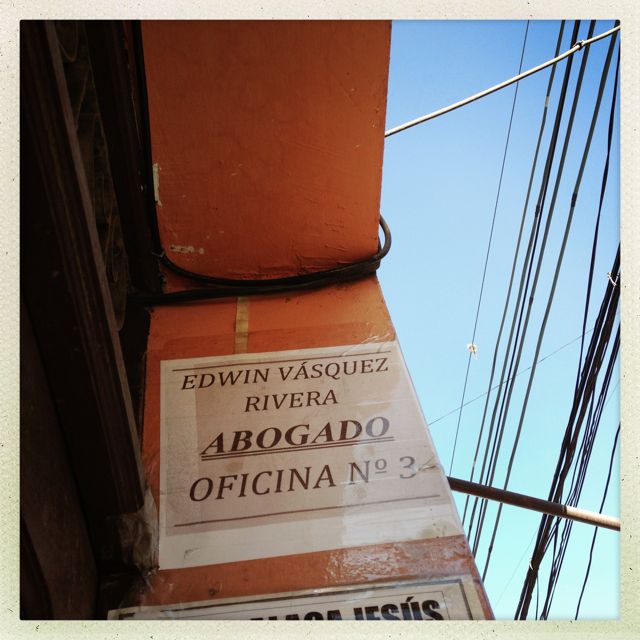 EDWIN VÁSQUEZ
RIVERA
ABOGADO
OFICINA Nº 3
JESÚS